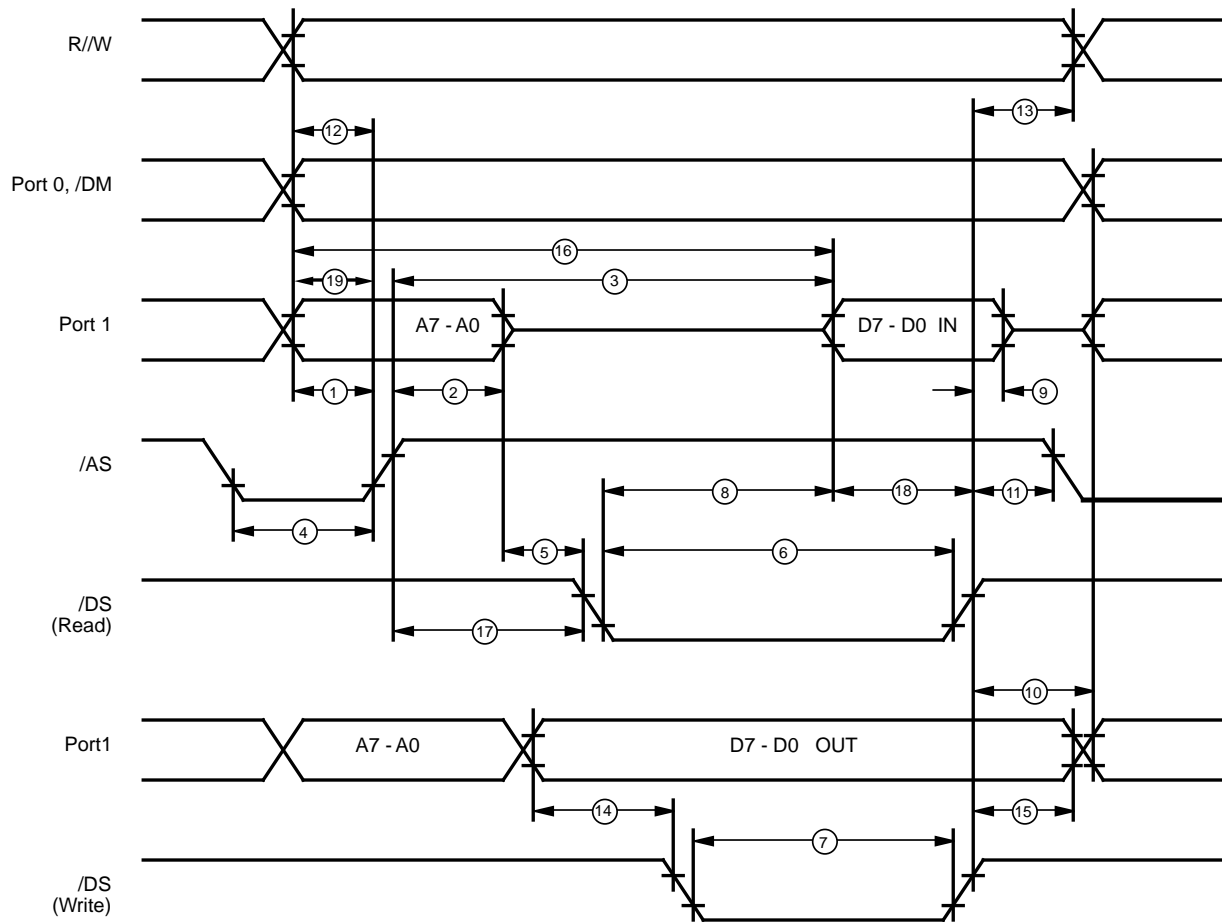 R//W
13
12
Port 0, /DM
16
19
3
Port 1
A7 - A0
D7 - D0 IN
1
2
9
/AS
8
18
11
4
5
6
/DS
(Read)
17
10
Port1
A7 - A0
D7 - D0 OUT
14
15
7
/DS
(Write)